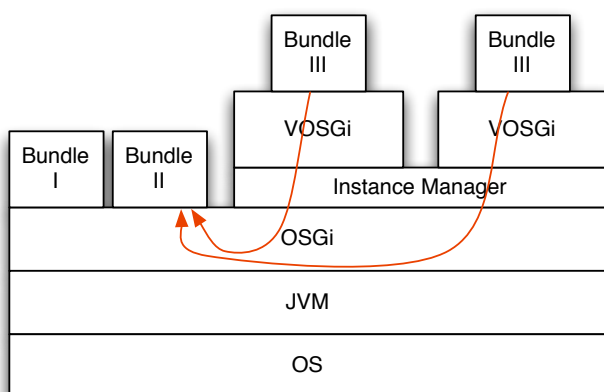 Bundle
III
Bundle
III
VOSGi
VOSGi
Bundle
I
Bundle
II
Instance Manager
OSGi
JVM
OS